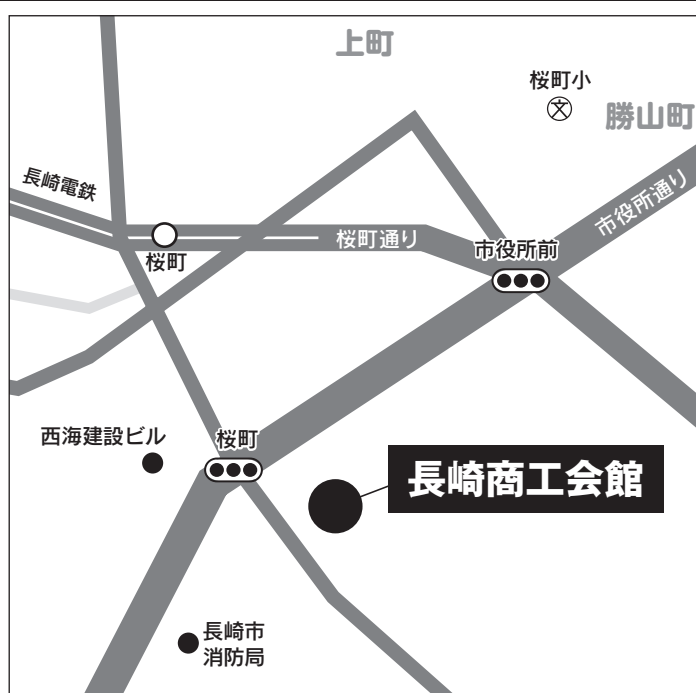 上町
桜町小
文
勝山町
長崎電鉄
市役所通り
桜町通り
市役所前
桜町
西海建設ビル
桜町
長崎商工会館
長崎市
消防局